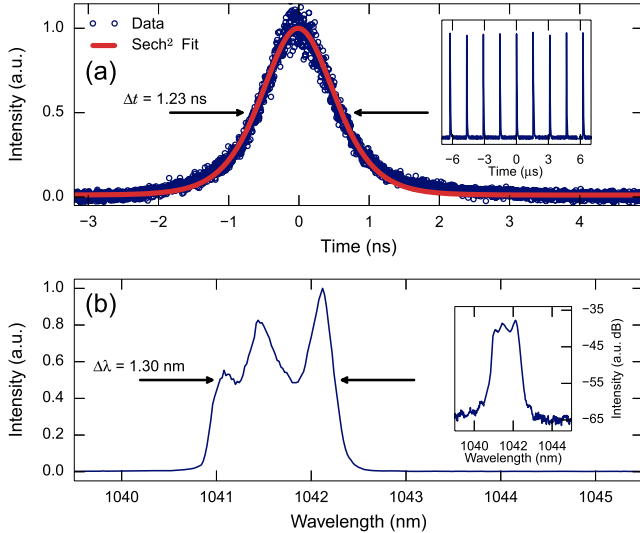 Data
Sech² Fit
(a)
Δt = 1.23 ns
Intensity (a.u.)
1.0
0.5
0.0
−3 −2 −1 0 1 2 3 4
Time (ns)
−6 −3 0 3 6
Time (μs)
(b)
Δλ = 1.30 nm
Intensity (a.u.)
1.0
0.8
0.6
0.4
0.2
0.0
1040 1041 1042 1043 1044 1045
Wavelength (nm)
−35
−45
−55
−65
Intensity (a.u. dB)
1040 1042 1044
Wavelength (nm)